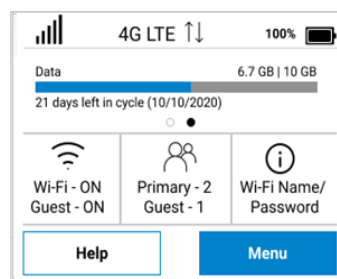 4G LTE ↑↓ 100%
Data 6.7 GB | 10 GB
21 days left in cycle (10/10/2020)
Wi-Fi - ON Primary - 2 Wi-Fi Name/
Guest - ON Guest - 1 Password
Help Menu